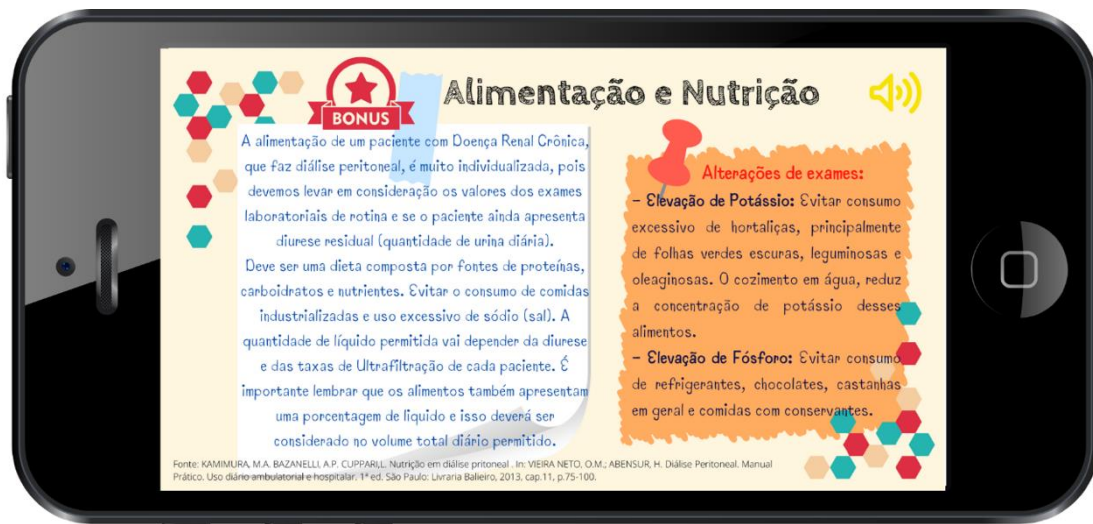 BONUS
Alimentação e Nutrição
A alimentação de um paciente com Doença Renal Crônica,
que faz diálise peritoneal, é muito individualizada, pois
devemos levar em consideração os valores dos exames
laboratoriais de rotina e se o paciente ainda apresenta
diurese residual (quantidade de urina diária).
Deve ser uma dieta composta por fontes de proteínas,
carboidratos e nutrientes. Evitar o consumo de comidas
industrializadas e uso excessivo de sódio (sal). A
quantidade de líquido permitida vai depender da diurese
e das taxas de Ultrafiltração de cada paciente. É
importante lembrar que os alimentos também apresentam
uma porcentagem de liquido e isso deverá ser
considerado no volume total diário permitido.
Alterações de exames:
- Elevação de Potássio: Evitar consumo
excessivo de hortaliças, principalmente
de folhas verdes escuras, leguminosas e
oleaginosas. O cozimento em água, reduz
a concentração de potássio desses
alimentos.
- Elevação de Fósforo: Evitar consumo
de refrigerantes, chocolates, castanhas
em geral e comidas com conservantes.
Fonte: KAMIMURA, M.A. BAZANELLI, A.P. CUPPARI,L. Nutrição em diálise pritoneal . In: VIEIRA NETO, O.M.; ABENSUR, H. Diálise Peritoneal. Manual
Prático. Uso diário ambulatorial e hospitalar. 1ª ed. São Paulo: Livraria Balieiro, 2013. cap.11, p.75-100.